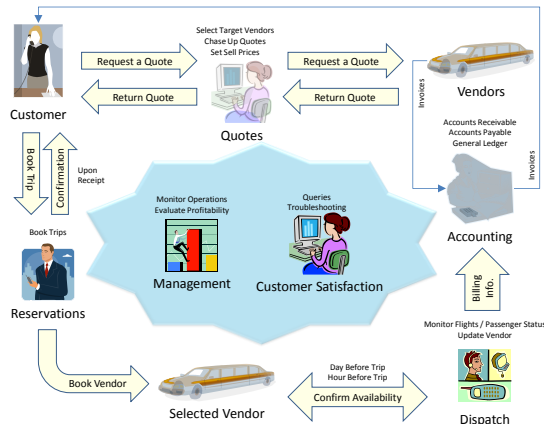 Select Target Vendors
Chase Up Quotes
Set Sell Prices
Request a Quote
Request a Quote
Return Quote
Return Quote
Customer
Quotes
Vendors
Invoices
Invoices
Accounts Receivable
Accounts Payable
General Ledger
Accounting
Book Trip
Confirmation
Upon
Receipt
Monitor Operations
Evaluate Profitability
Management
Queries
Troubleshooting
Customer Satisfaction
Book Trips
Reservations
Billing
Info.
Monitor Flights / Passenger Status
Update Vendor
Book Vendor
Selected Vendor
Day Before Trip
Hour Before Trip
Confirm Availability
Dispatch